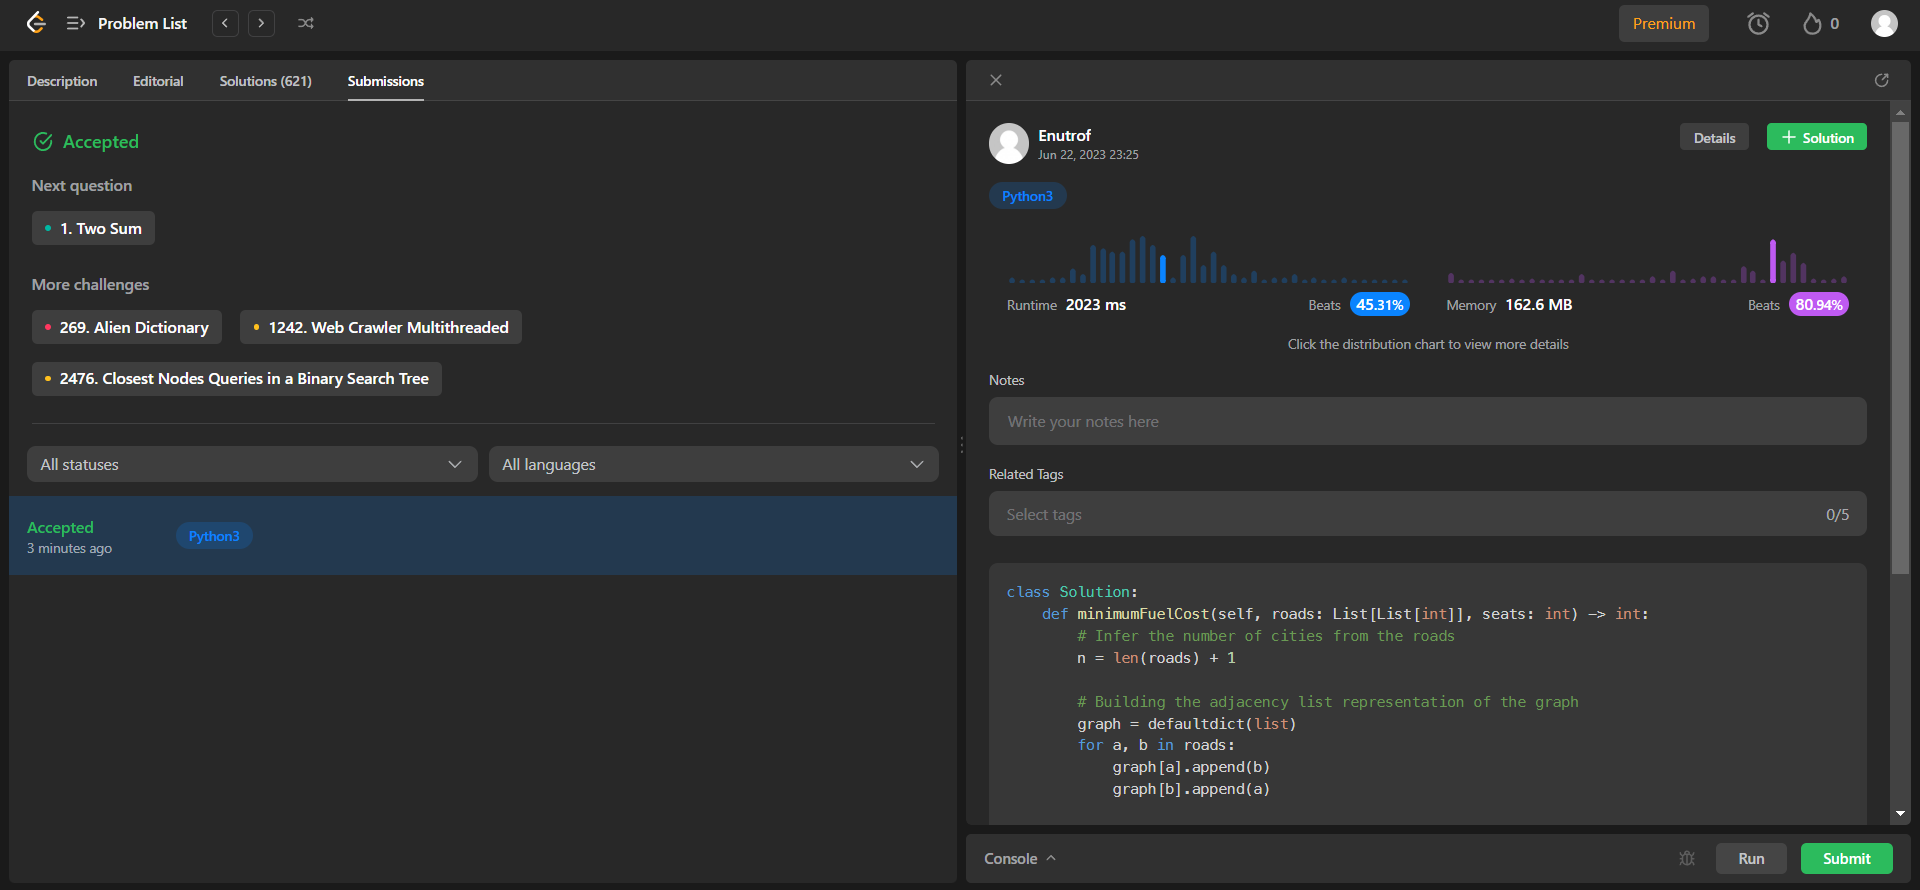 Problem List
Premium
0
Description Editorial Solutions (621) Submissions
Accepted
Next question
1. Two Sum
More challenges
269. Alien Dictionary
1242. Web Crawler Multithreaded
2476. Closest Nodes Queries in a Binary Search Tree
All statuses
All languages
Accepted
3 minutes ago
Python3
Enutrof
Jun 22, 2023 23:25
Details
Solution
Python3
Runtime 2023 ms Beats 45.31%
Memory 162.6 MB Beats 80.94%
Click the distribution chart to view more details
Notes
Write your notes here
Related Tags
Select tags 0/5
class Solution:
    def minimumFuelCost(self, roads: List[List[int]], seats: int) -> int:
        # Infer the number of cities from the roads
        n = len(roads) + 1
        # Building the adjacency list representation of the graph
        graph = defaultdict(list)
        for a, b in roads:
            graph[a].append(b)
            graph[b].append(a)
Console
Run
Submit